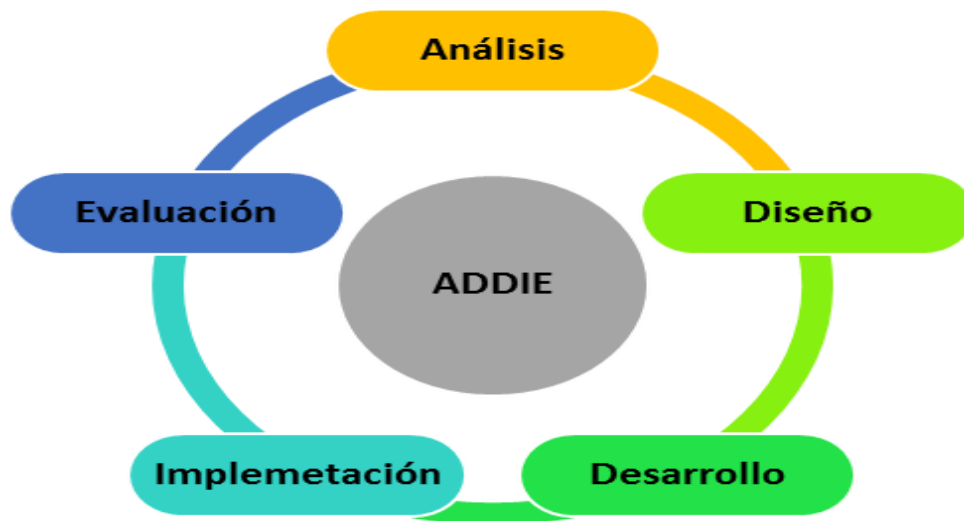 Análisis
Evaluación
Diseño
ADDIE
Implemetación
Desarrollo